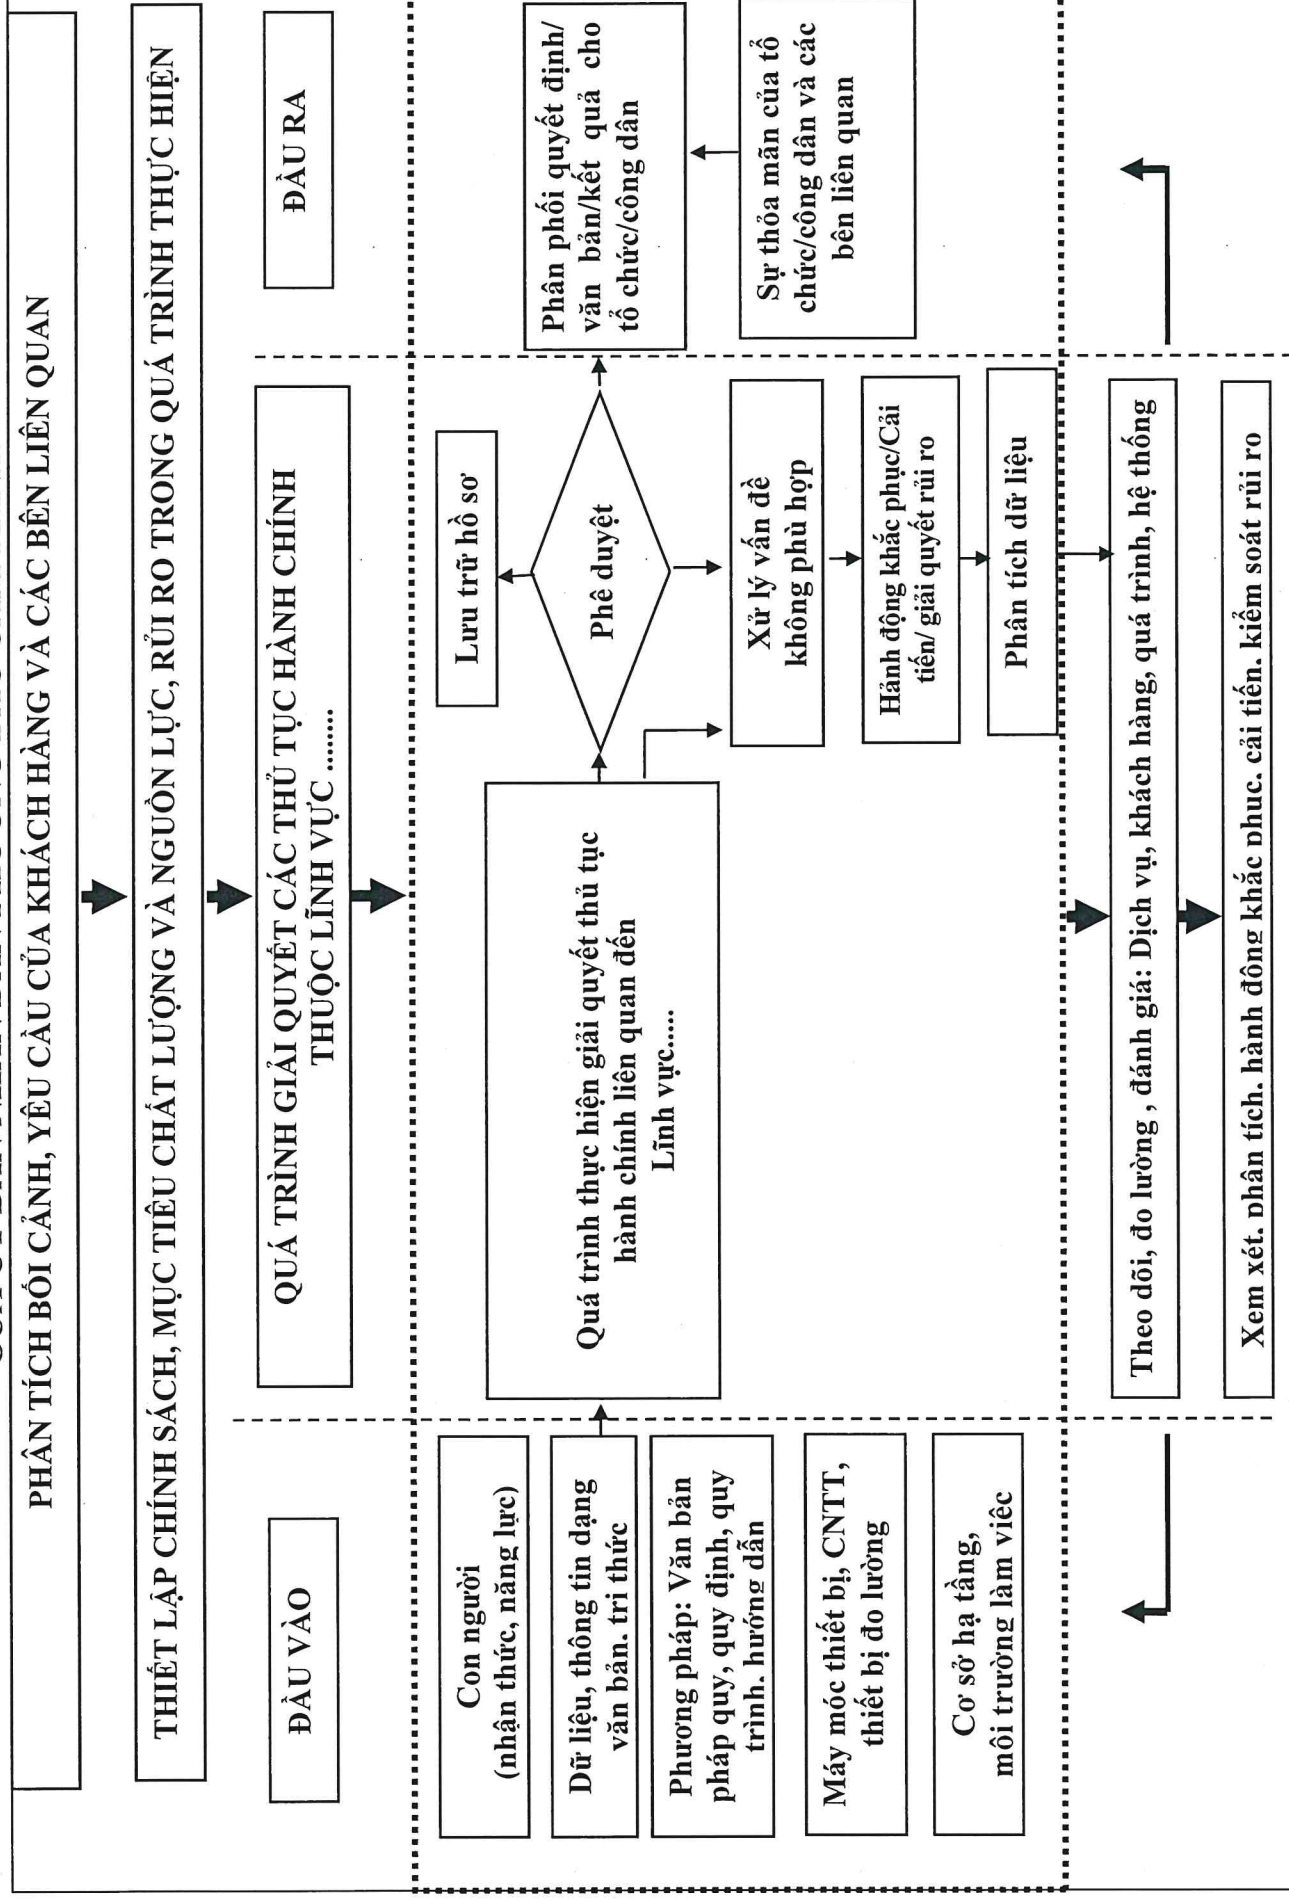 PHÂN TÍCH BỐI CẢNH, YÊU CẦU CỦA KHÁCH HÀNG VÀ CÁC BÊN LIÊN QUAN
THIẾT LẬP CHÍNH SÁCH, MỤC TIÊU CHẤT LƯỢNG VÀ NGUỒN LỰC, RỦI RO TRONG QUÁ TRÌNH THỰC HIỆN
ĐẦU VÀO
QUÁ TRÌNH GIẢI QUYẾT CÁC THỦ TỤC HÀNH CHÍNH
THUỘC LĨNH VỰC ........
ĐẦU RA
Con người
(nhận thức, năng lực)
Dữ liệu, thông tin dạng
văn bản, tri thức
Phương pháp: Văn bản
pháp quy, quy định, quy
trình, hướng dẫn
Máy móc thiết bị, CNTT,
thiết bị đo lường
Cơ sở hạ tầng,
môi trường làm việc
Quá trình thực hiện giải quyết thủ tục
hành chính liên quan đến
Lĩnh vực.....
Lưu trữ hồ sơ
Phê duyệt
Xử lý vấn đề
không phù hợp
Hành động khắc phục/Cải
tiến/ giải quyết rủi ro
Phân tích dữ liệu
Phân phối quyết định/
văn bản/kết quả cho
tổ chức/công dân
Sự thỏa mãn của tổ
chức/công dân và các
bên liên quan
Theo dõi, đo lường , đánh giá: Dịch vụ, khách hàng, quá trình, hệ thống
Xem xét, phân tích, hành động khắc phục, cải tiến, kiểm soát rủi ro